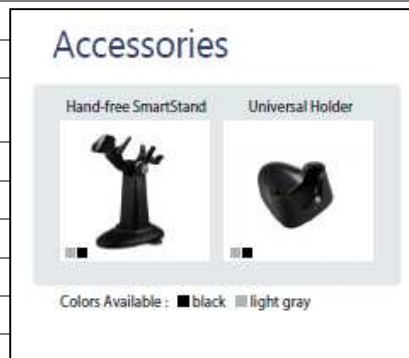 Accessories
Hand-free SmartStand Universal Holder
Colors Available : black light gray